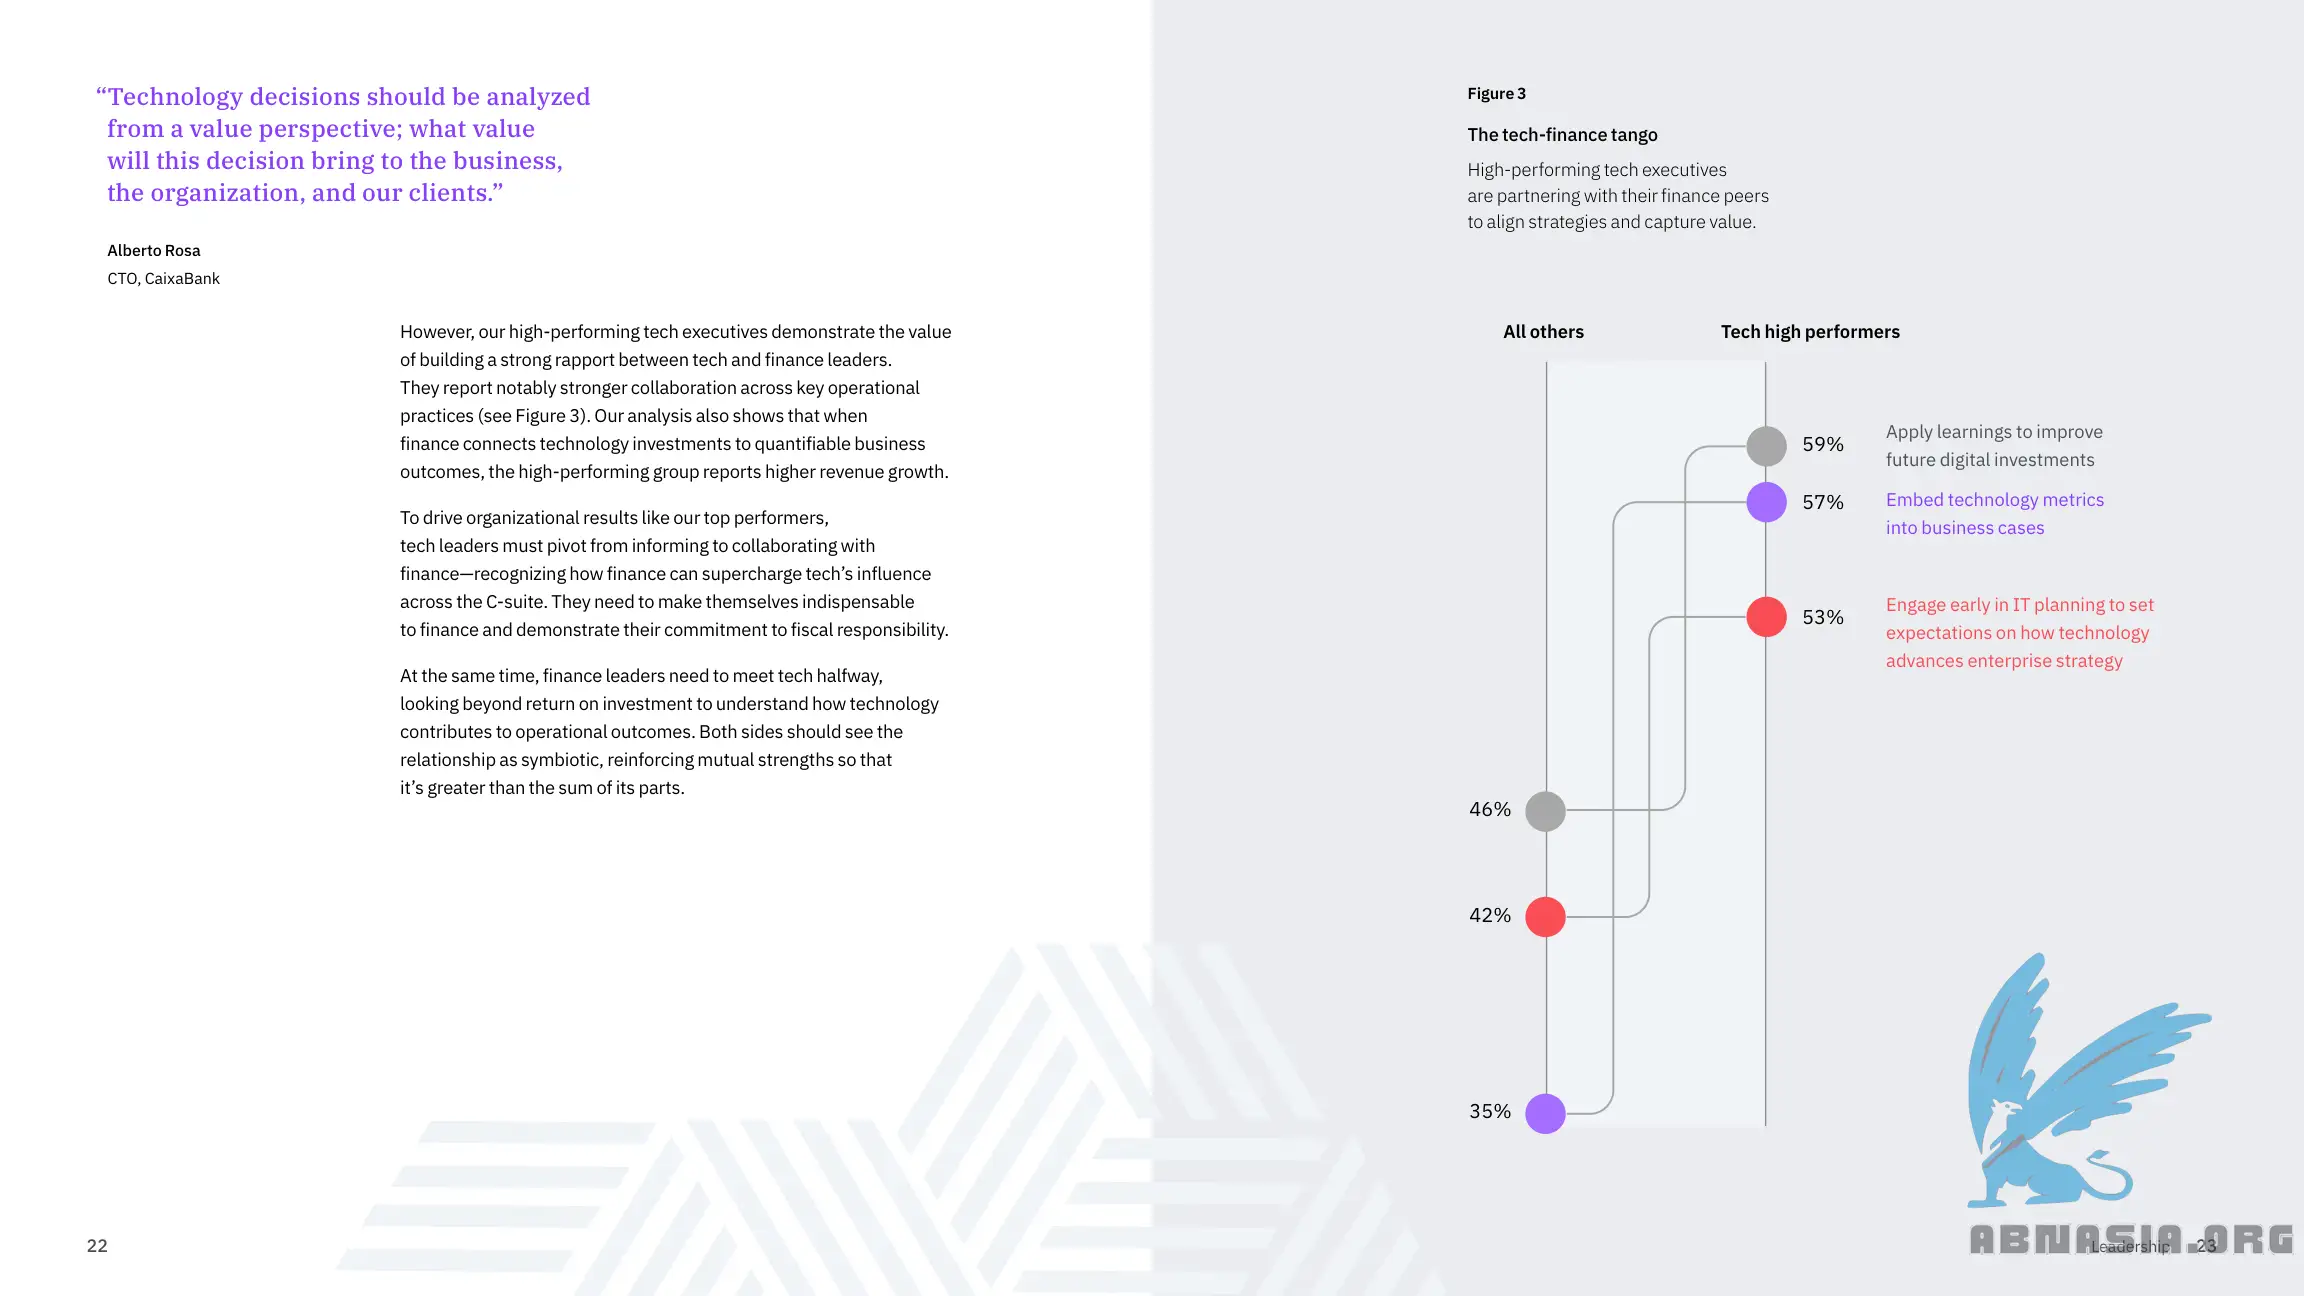 “Technology decisions should be analyzed
from a value perspective; what value
will this decision bring to the business,
the organization, and our clients.”
Alberto Rosa
CTO, CaixaBank
However, our high-performing tech executives demonstrate the value
of building a strong rapport between tech and finance leaders.
They report notably stronger collaboration across key operational
practices (see Figure 3). Our analysis also shows that when
finance connects technology investments to quantifiable business
outcomes, the high-performing group reports higher revenue growth.
To drive organizational results like our top performers,
tech leaders must pivot from informing to collaborating with
finance—recognizing how finance can supercharge tech’s influence
across the C-suite. They need to make themselves indispensable
to finance and demonstrate their commitment to fiscal responsibility.
At the same time, finance leaders need to meet tech halfway,
looking beyond return on investment to understand how technology
contributes to operational outcomes. Both sides should see the
relationship as symbiotic, reinforcing mutual strengths so that
it’s greater than the sum of its parts.
22
Figure 3
The tech-finance tango
High-performing tech executives
are partnering with their finance peers
to align strategies and capture value.
All others
Tech high performers
59%
Apply learnings to improve
future digital investments
57%
Embed technology metrics
into business cases
53%
Engage early in IT planning to set
expectations on how technology
advances enterprise strategy
46%
42%
35%
ABNASIA.ORG
Leadership 23